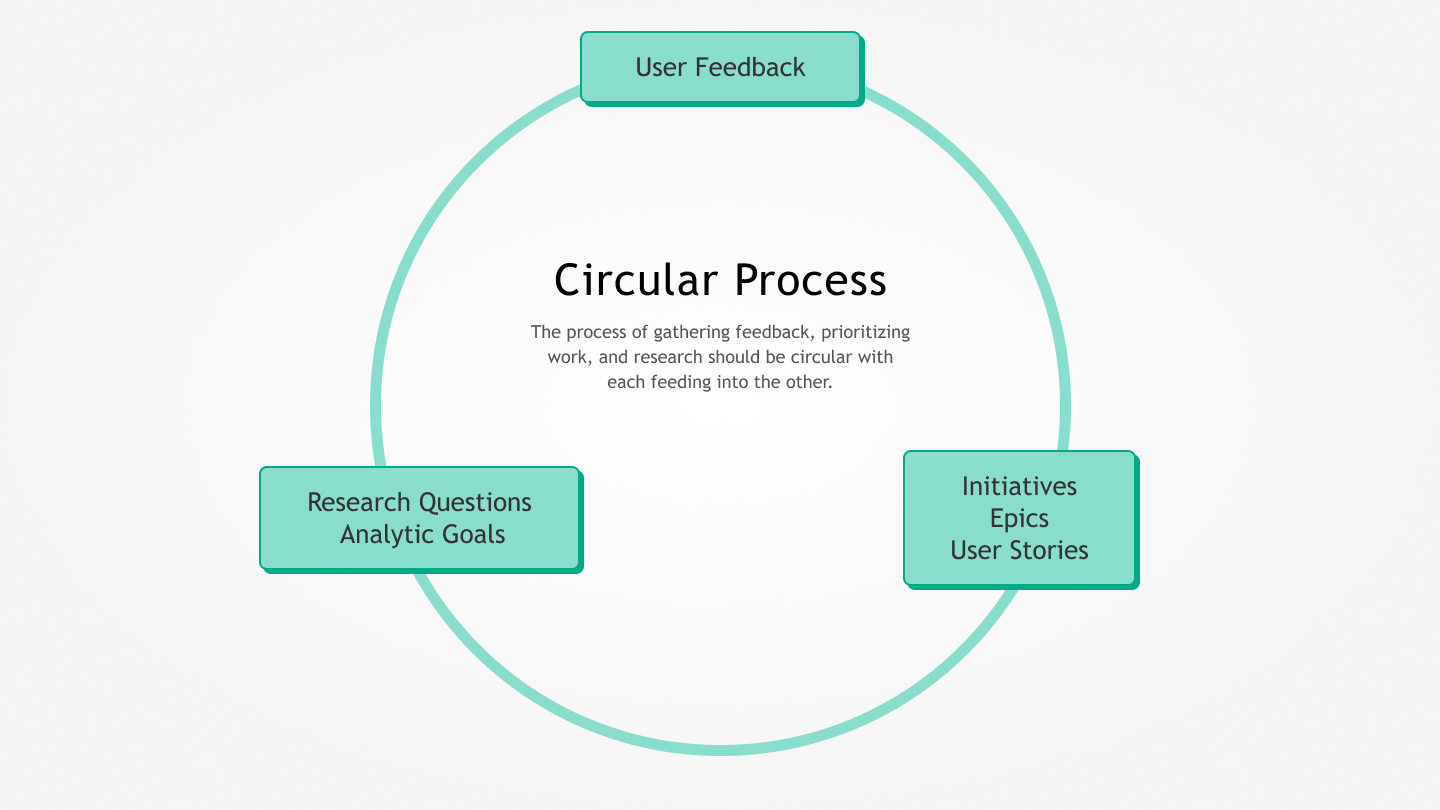 User Feedback
Circular Process
The process of gathering feedback, prioritizing
work, and research should be circular with
each feeding into the other.
Research Questions
Analytic Goals
Initiatives
Epics
User Stories